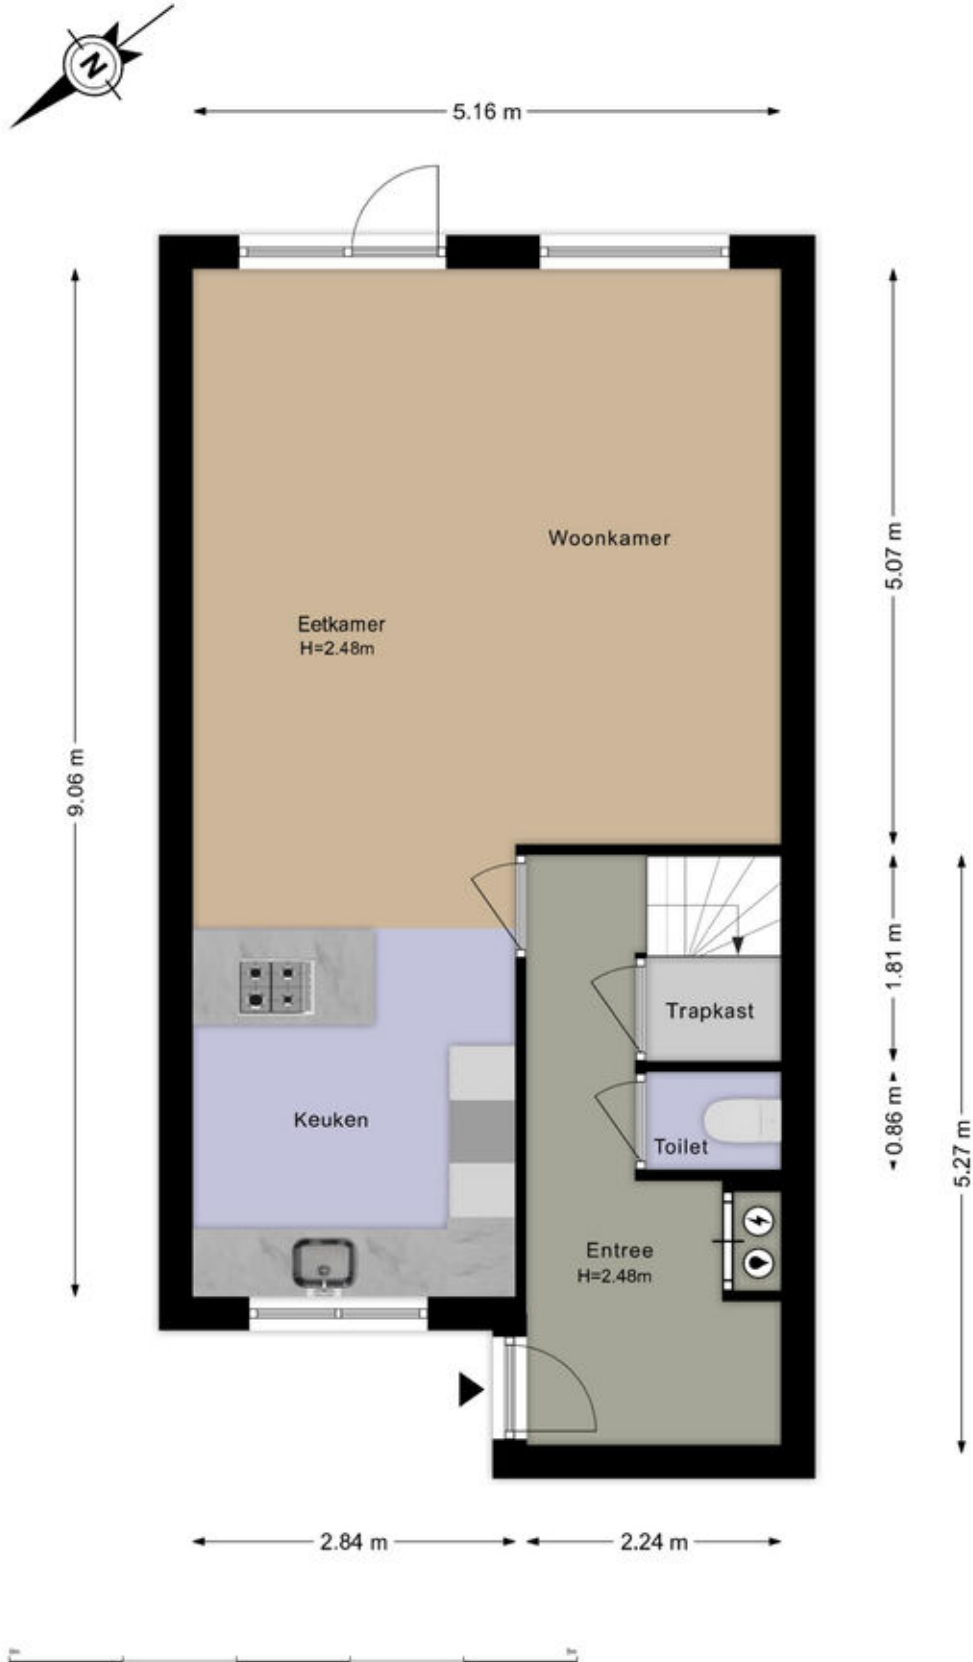 N
5.16 m
Woonkamer
5.07 m
Eetkamer
H=2.48m
9.06 m
1.81 m
Trapkast
Keuken
0.86 m
Toilet
5.27 m
Entree
H=2.48m
2.84 m
2.24 m